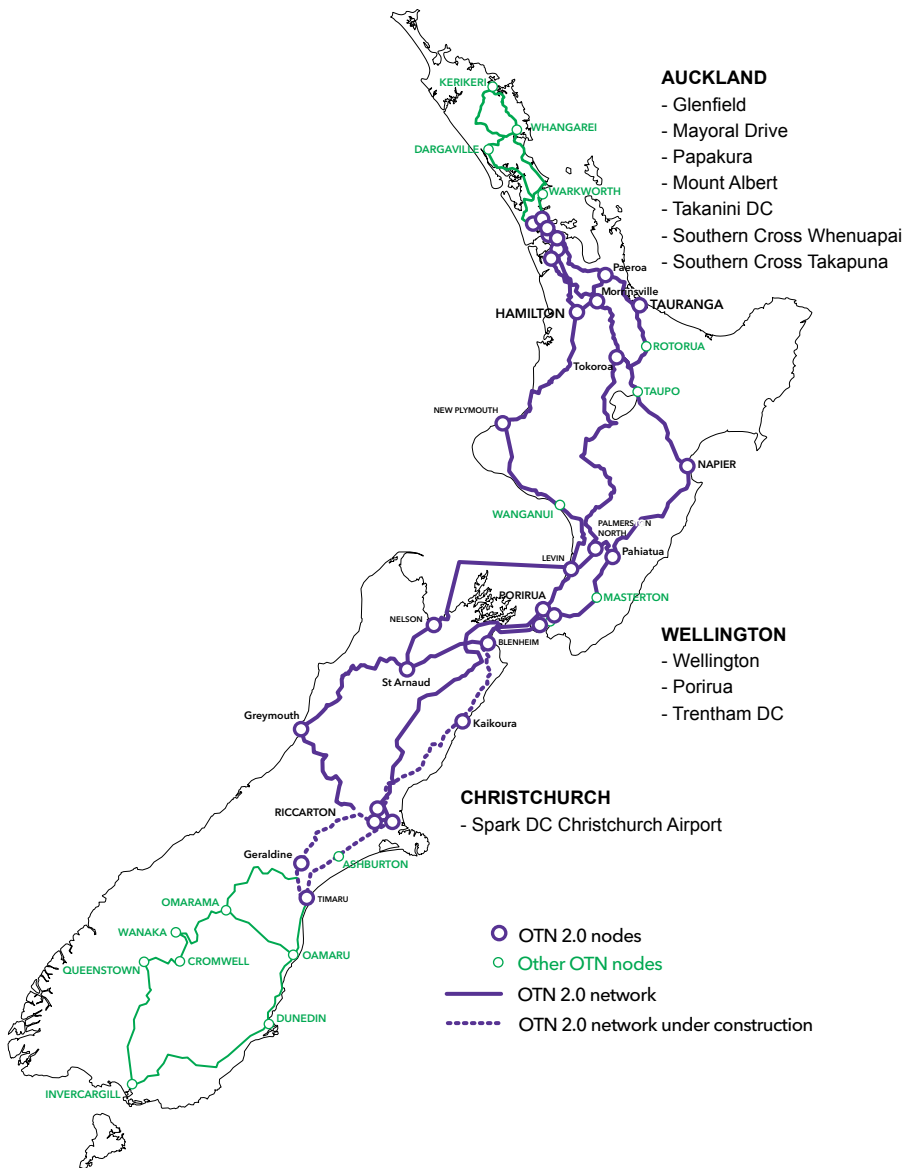 AUCKLAND
- Glenfield
- Mayoral Drive
- Papakura
- Mount Albert
- Takanini DC
- Southern Cross Whenuapai
- Southern Cross Takapuna
KERIKERI
WHANGAREI
DARGAVILLE
WARKWORTH
Paeroa
Morrinsville
TAURANGA
HAMILTON
ROTORUA
Tokoroa
TAUPO
NEW PLYMOUTH
NAPIER
WANGANUI
NORTH
Pahiatua
LEVIN
MASTERTON
PORIRUA
NELSON
BLENHEIM
WELLINGTON
- Wellington
- Porirua
- Trentham DC
St Arnaud
Greymouth
Kaikoura
CHRISTCHURCH
- Spark DC Christchurch Airport
RICCARTON
Geraldine
ASHBURTON
TIMARU
OMARAMA
WANAKA
OAMARU
QUEENSTOWN
CROMWELL
DUNEDIN
INVERCARGILL
OTN 2.0 nodes
Other OTN nodes
OTN 2.0 network
OTN 2.0 network under construction